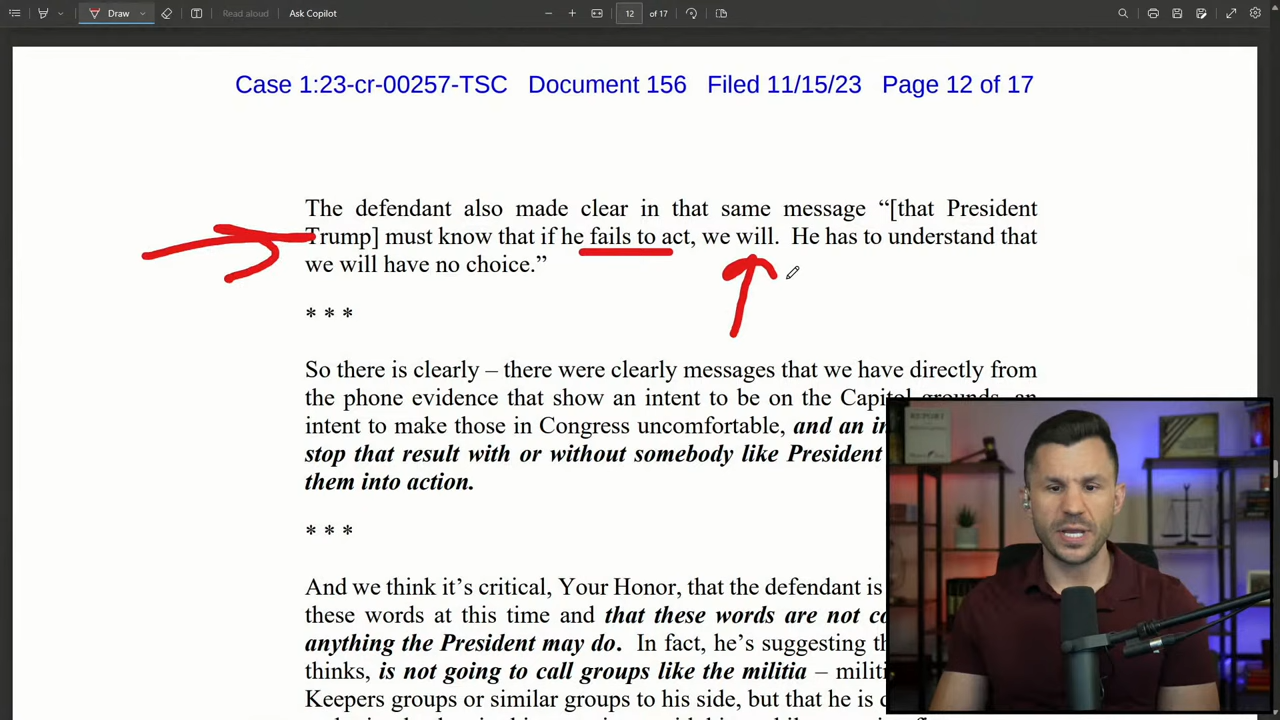 Draw
Read aloud
Ask Copilot
12 of 17
Case 1:23-cr-00257-TSC Document 156 Filed 11/15/23 Page 12 of 17
The defendant also made clear in that same message “[that President
Trump] must know that if he fails to act, we will. He has to understand that
we will have no choice.”
* * *
So there is clearly – there were clearly messages that we have directly from
the phone evidence that show an intent to be on the Capitol grounds, an
intent to make those in Congress uncomfortable, and an in
stop that result with or without somebody like President
them into action.
* * *
And we think it’s critical, Your Honor, that the defendant is
these words at this time and that these words are not co
anything the President may do. In fact, he’s suggesting th
thinks, is not going to call groups like the militia – militi
Keepers groups or similar groups to his side, but that he is
REPORT